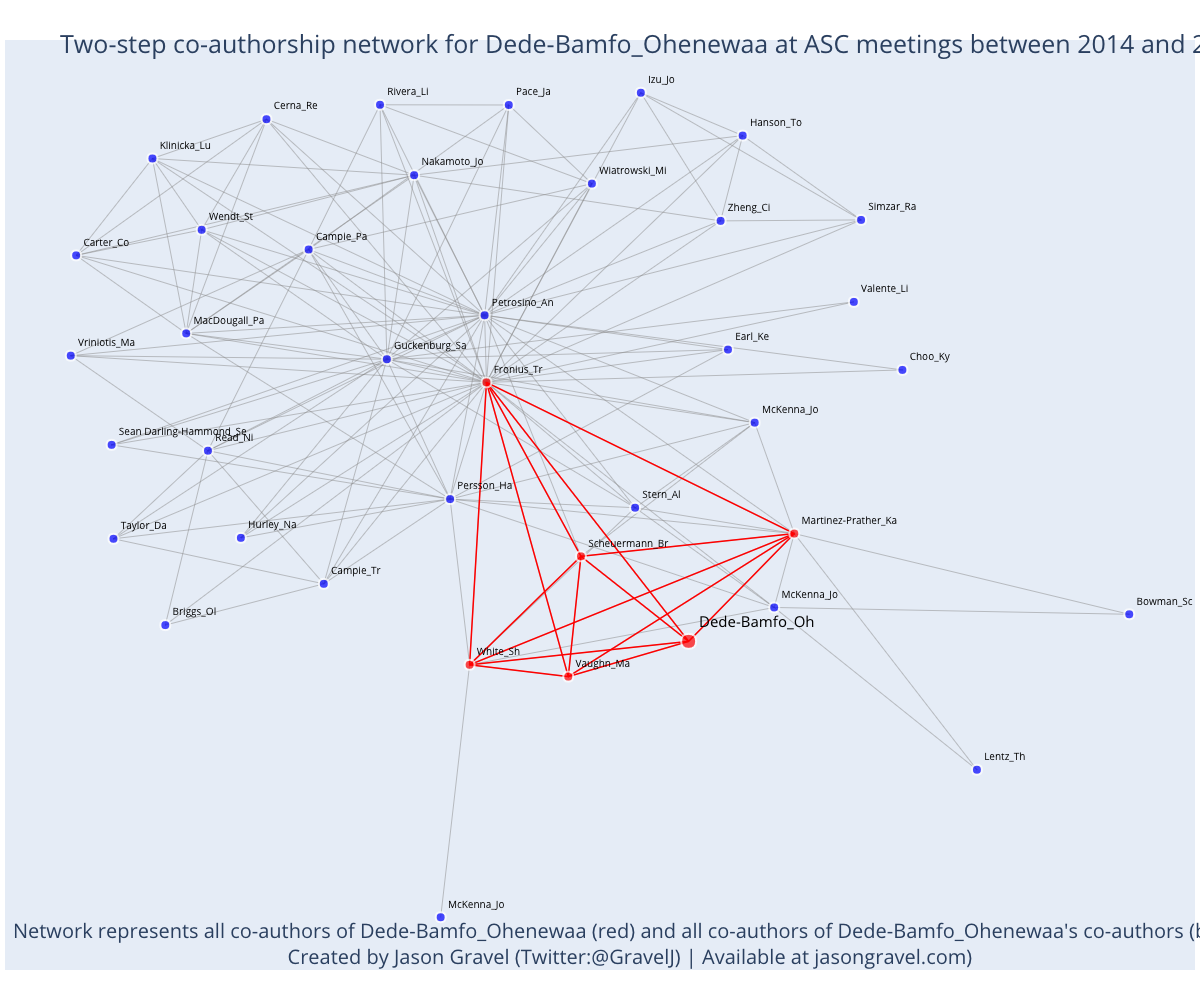 Two-step co-authorship network for Dede-Bamfo_Ohenewaa at ASC meetings between 2014 and 2
Izu_Jo
Rivera_Li
Pace_Ja
Cerna_Re
Hanson_To
Klinicka_Lu
Nakamoto_Jo
Wiatrowski_Mi
Simzar_Ra
Zheng_Ci
Wendt_St
Campie_Pa
Carter_Co
Valente_Li
Petrosino_An
MacDougall_Pa
Earl_Ke
Vriniotis_Ma
Guckenburg_Sa
Choo_Ky
Fronius_Tr
McKenna_Jo
Sean Darling-Hammond_Se
Read_Ni
Persson_Ha
Stern_Al
Martinez-Prather_Ka
Taylor_Da
Hurley_Na
Scheuermann_Br
Campie_Tr
McKenna_Jo
Bowman_Sc
Briggs_Ol
Dede-Bamfo_Oh
White_Sh
Vaughn_Ma
Lentz_Th
McKenna_Jo
Network represents all co-authors of Dede-Bamfo_Ohenewaa (red) and all co-authors of Dede-Bamfo_Ohenewaa's co-authors (b
Created by Jason Gravel (Twitter:@GravelJ) | Available at jasongravel.com)